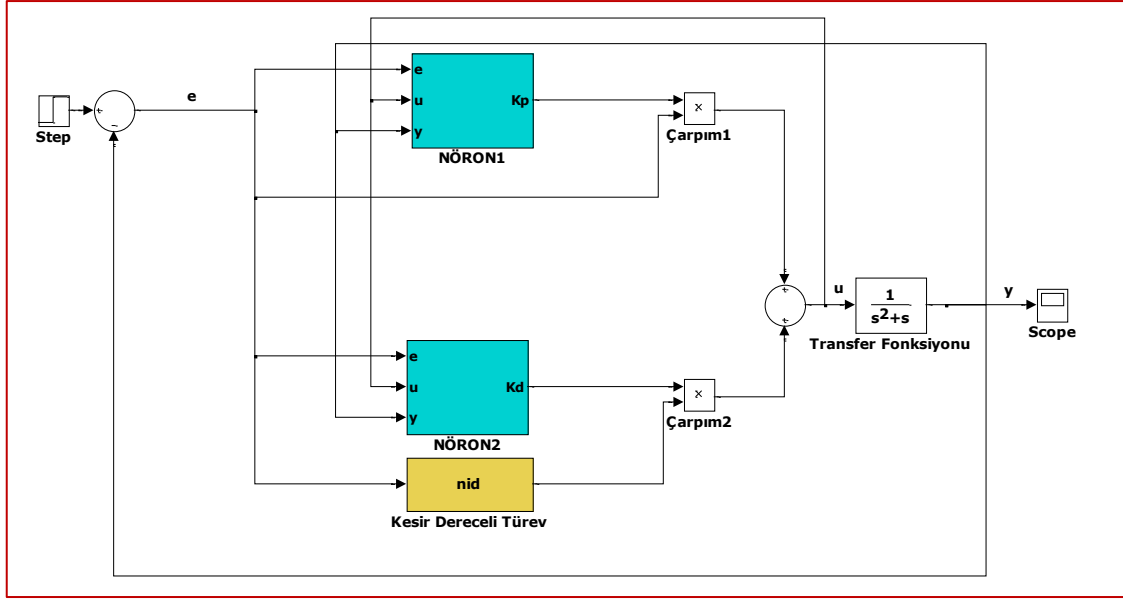 e
Step
e
u
y
Kp
NÖRON1
x
Çarpım1
u
1
s2+s
Transfer Fonksiyonu
y
Scope
e
u
y
Kd
NÖRON2
x
Çarpım2
nid
Kesir Dereceli Türev